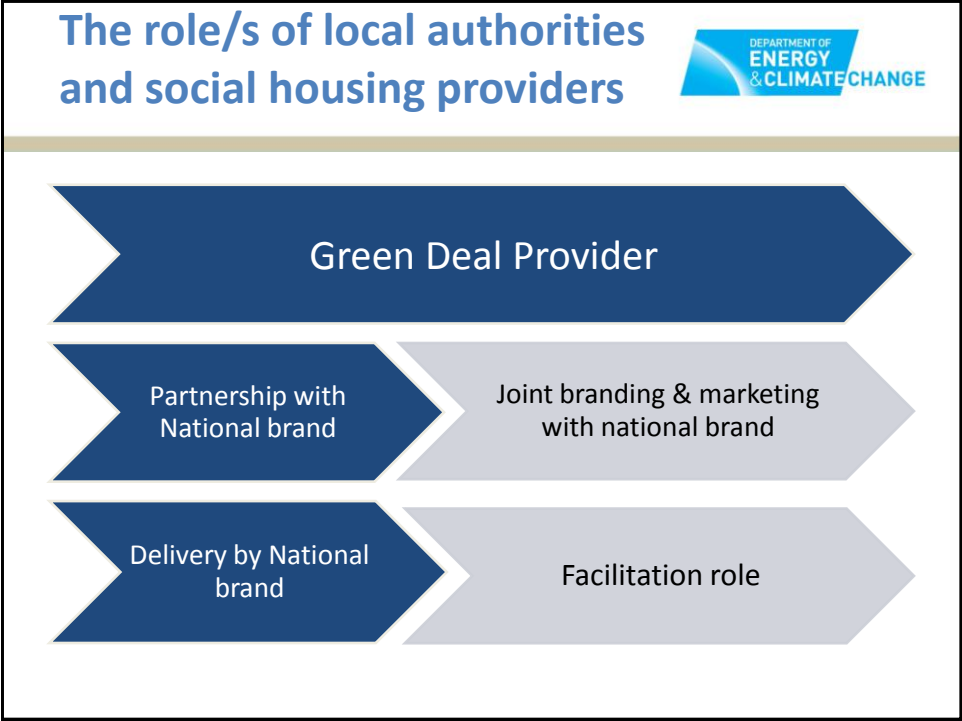 The role/s of local authorities
and social housing providers
DEPARTMENT OF
ENERGY
& CLIMATE CHANGE
Green Deal Provider
Partnership with
National brand
Joint branding & marketing
with national brand
Delivery by National
brand
Facilitation role